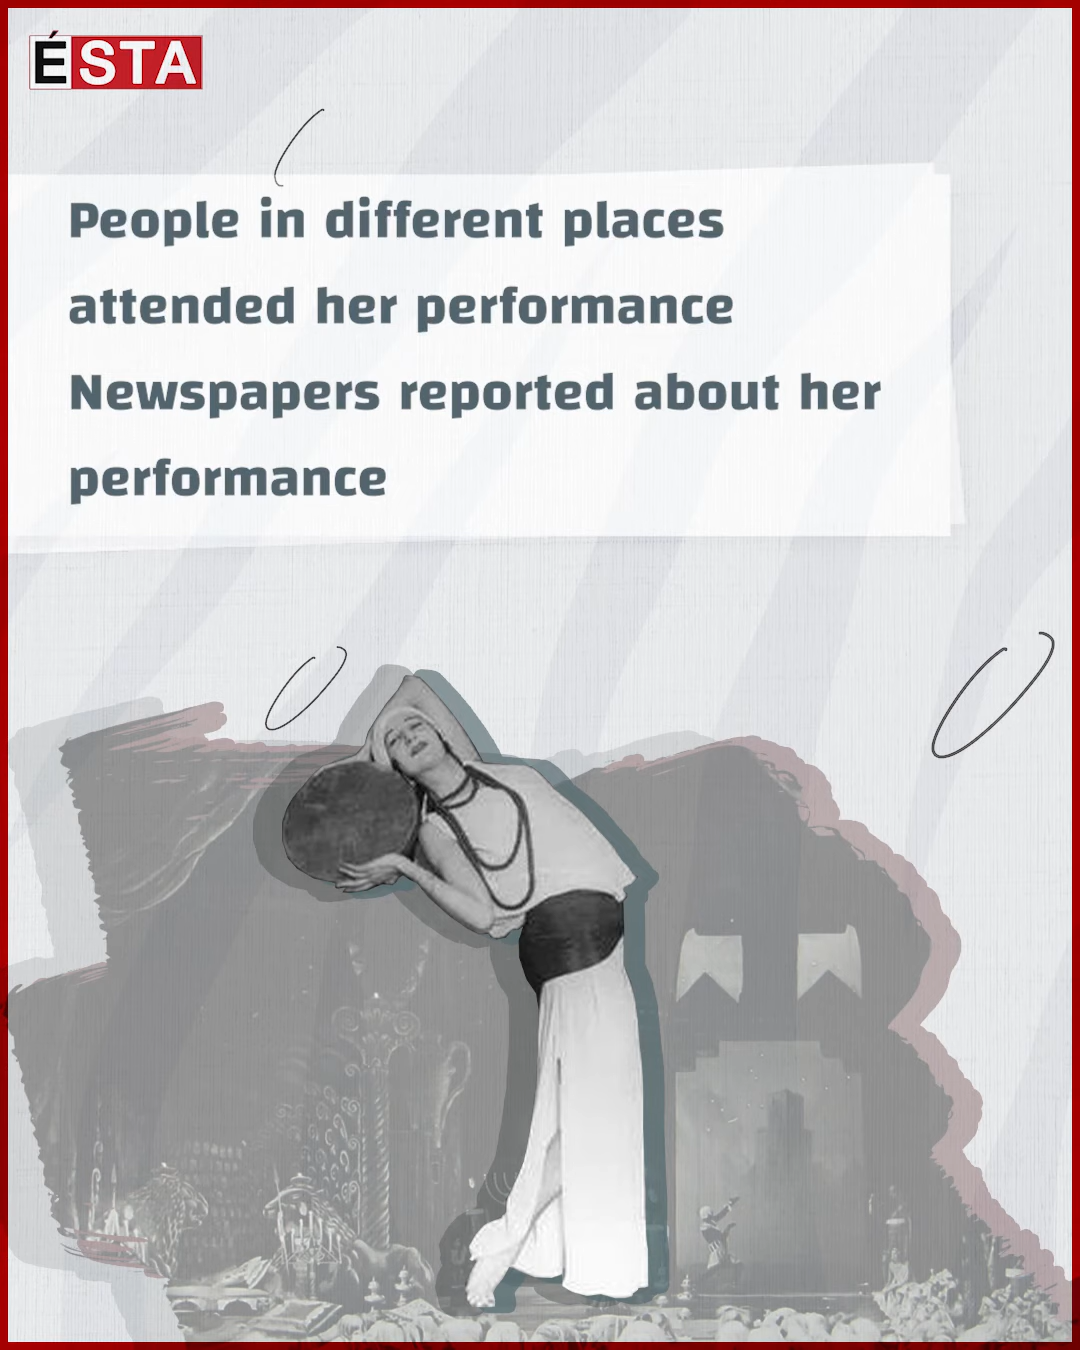 ÉSTA
People in different places
attended her performance
Newspapers reported about her
performance